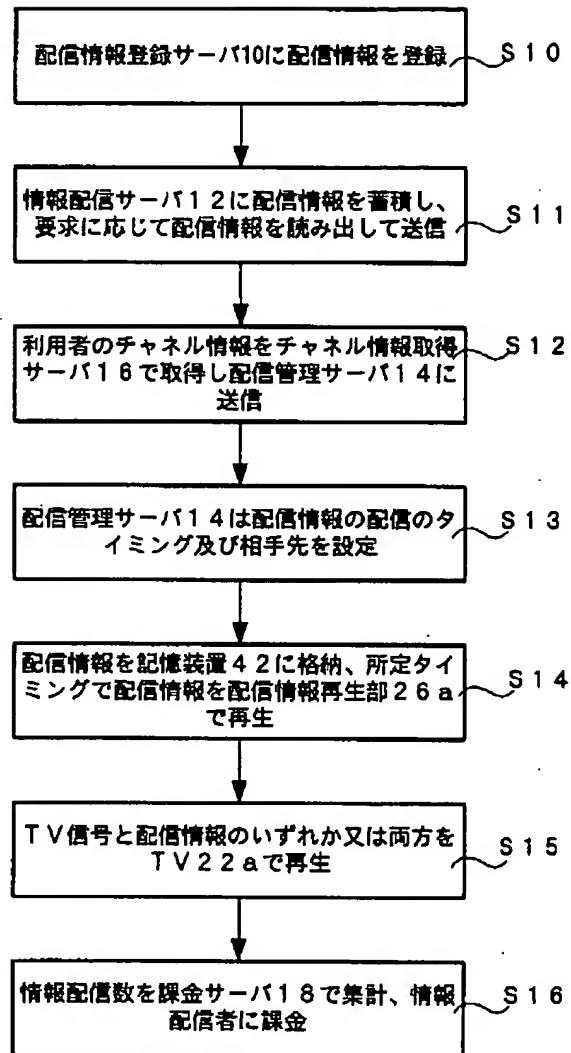 配信情報登録サーバ10に配信情報を登録
S10
情報配信サーバ12に配信情報を蓄積し、
要求に応じて配信情報を読み出して送信
S11
利用者のチャネル情報をチャネル情報取得
サーバ16で取得し配信管理サーバ14に
送信
S12
配信管理サーバ14は配信情報の配信のタ
イミング及び相手先を設定
S13
配信情報を記憶装置42に格納、所定タイ
ミングで配信情報を配信情報再生部26a
で再生
S14
TV信号と配信情報のいずれか又は両方を
TV22aで再生
S15
情報配信数を課金サーバ18で集計、情報
配信者に課金
S16